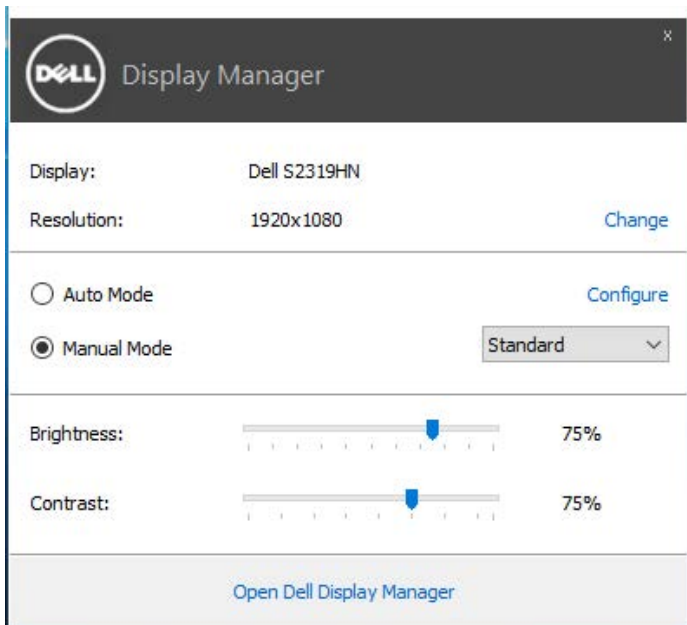 x
DELL Display Manager
Display: Dell S2319HN
Resolution: 1920x1080 Change
Auto Mode Configure
Manual Mode Standard
Brightness: 75%
Contrast: 75%
Open Dell Display Manager